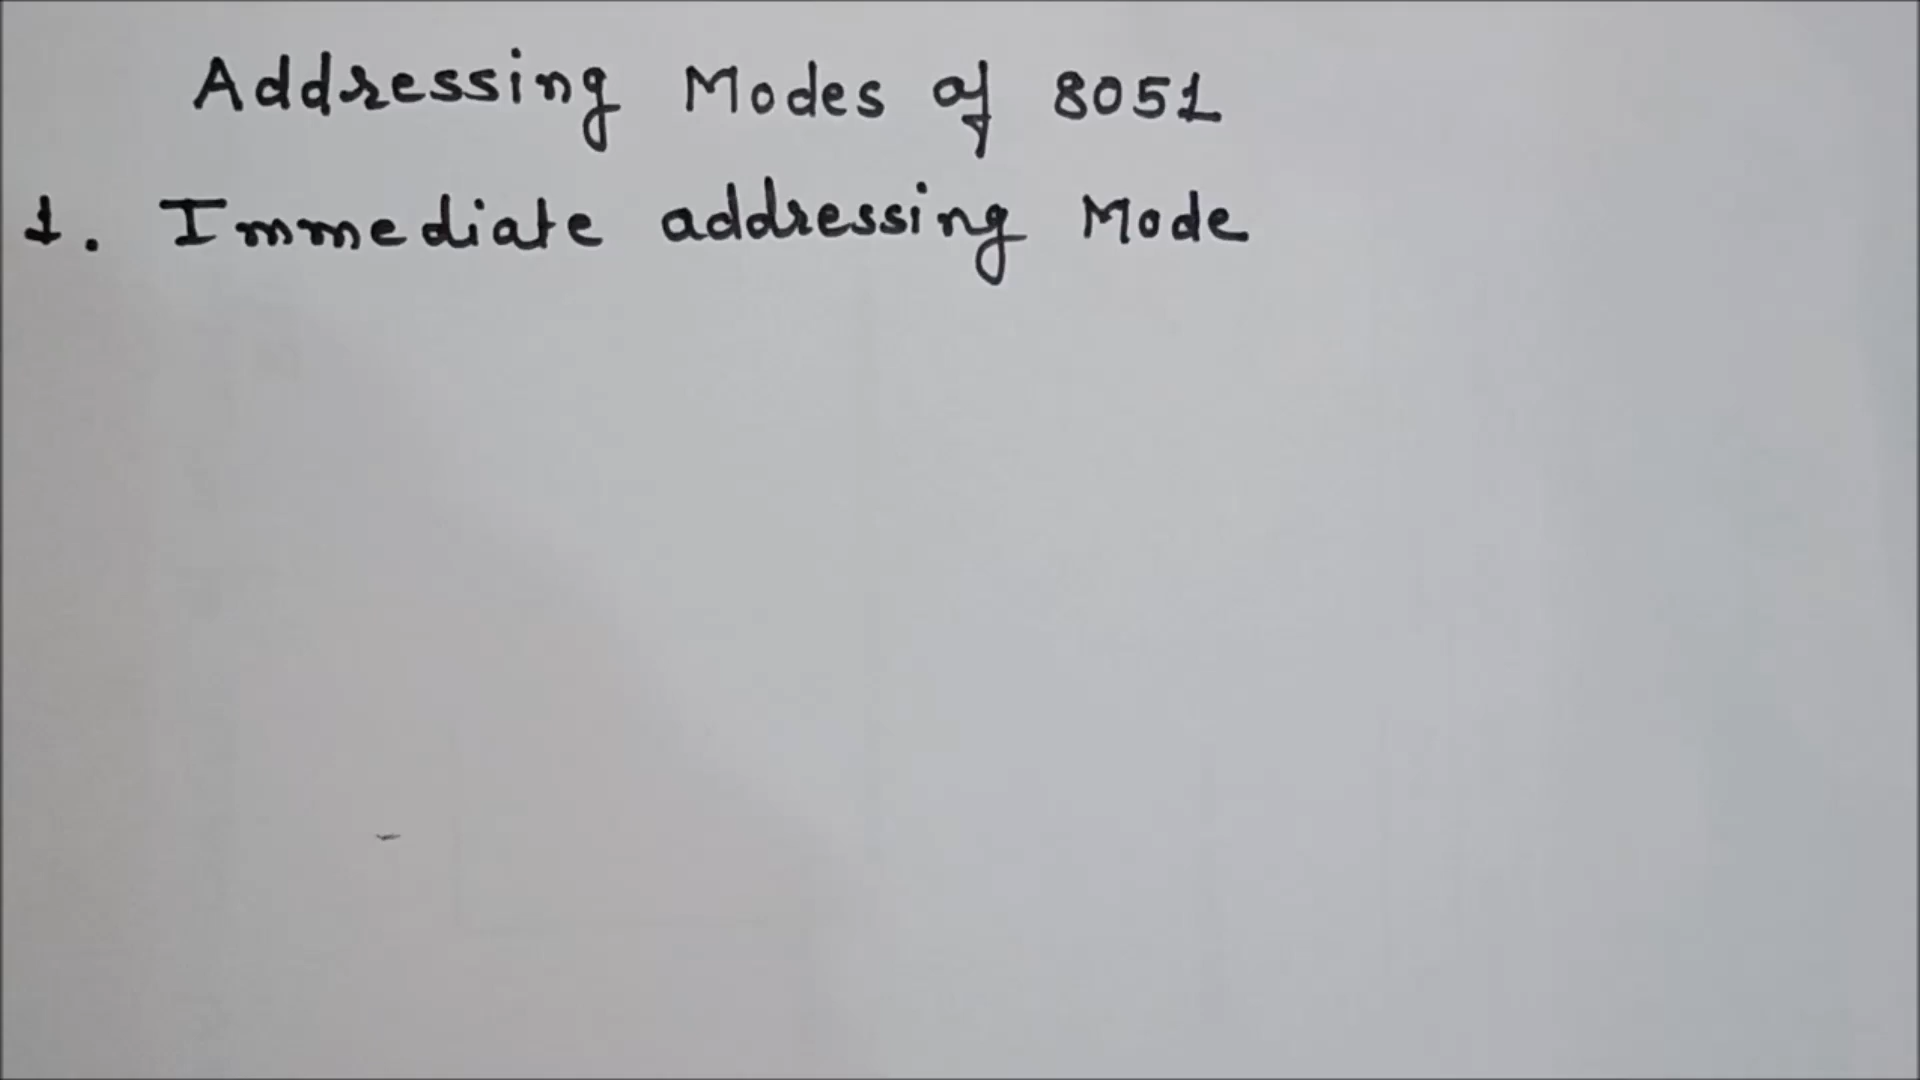 Addressing Modes of 8051
1. Immediate addressing Mode